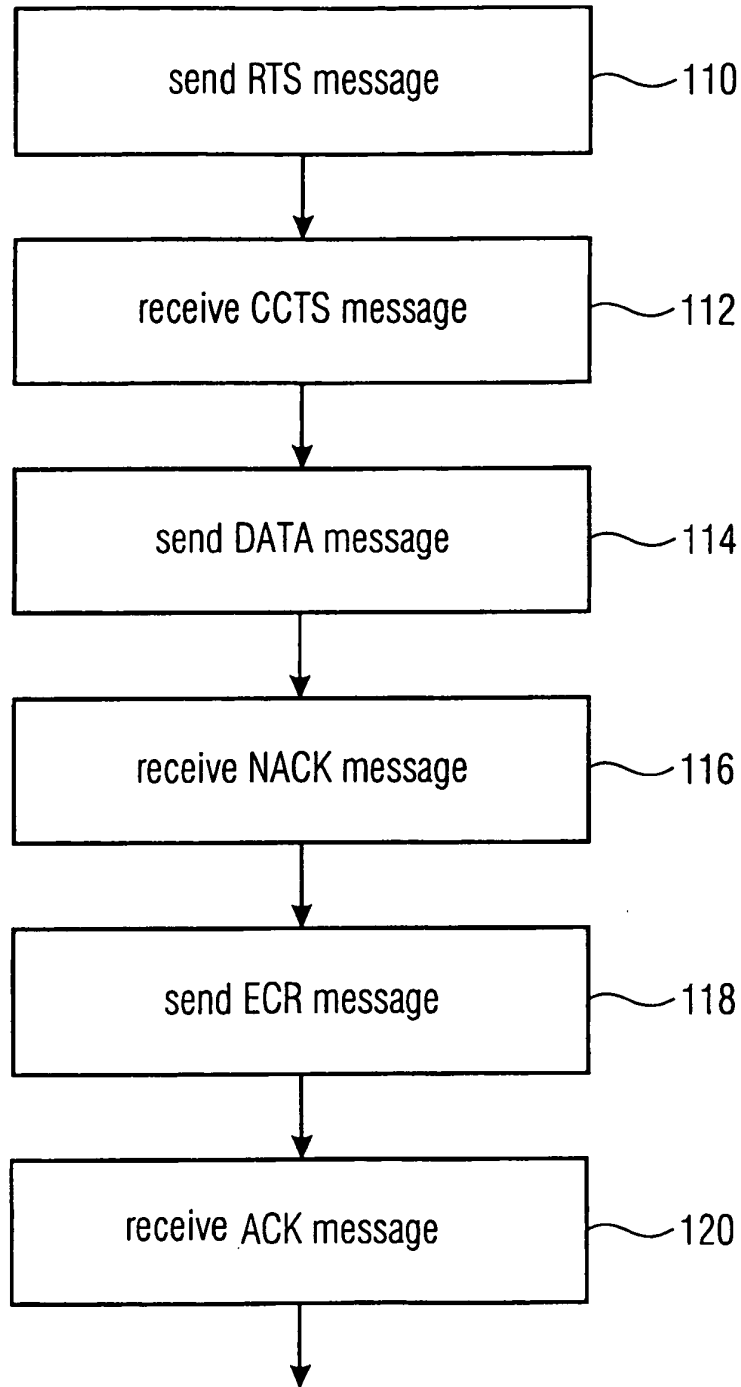 send RTS message 110
receive CCTS message 112
send DATA message 114
receive NACK message 116
send ECR message 118
receive ACK message 120